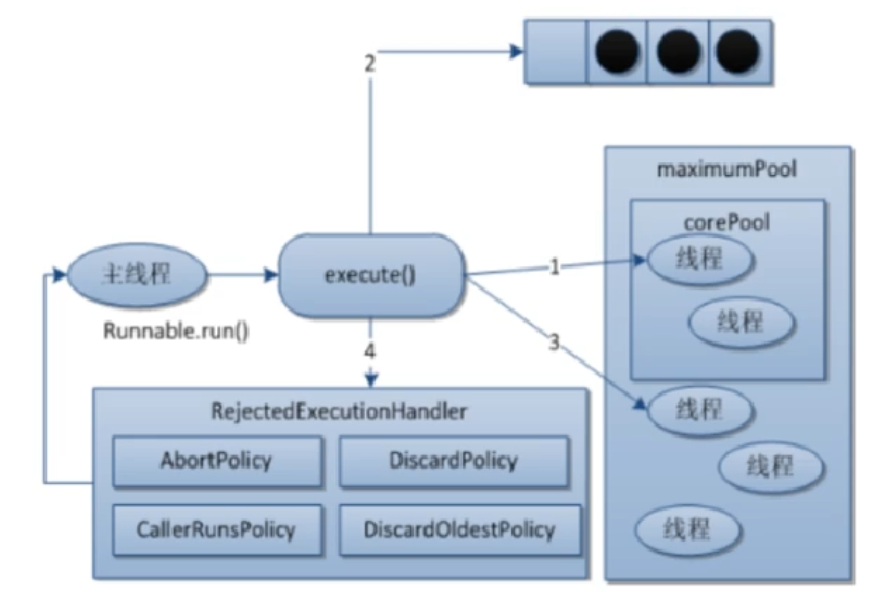 2
maximumPool
corePool
线程
线程
主线程
execute()
1
Runnable.run()
3
4
线程
RejectedExecutionHandler
AbortPolicy
DiscardPolicy
线程
CallerRunsPolicy
DiscardOldestPolicy
线程